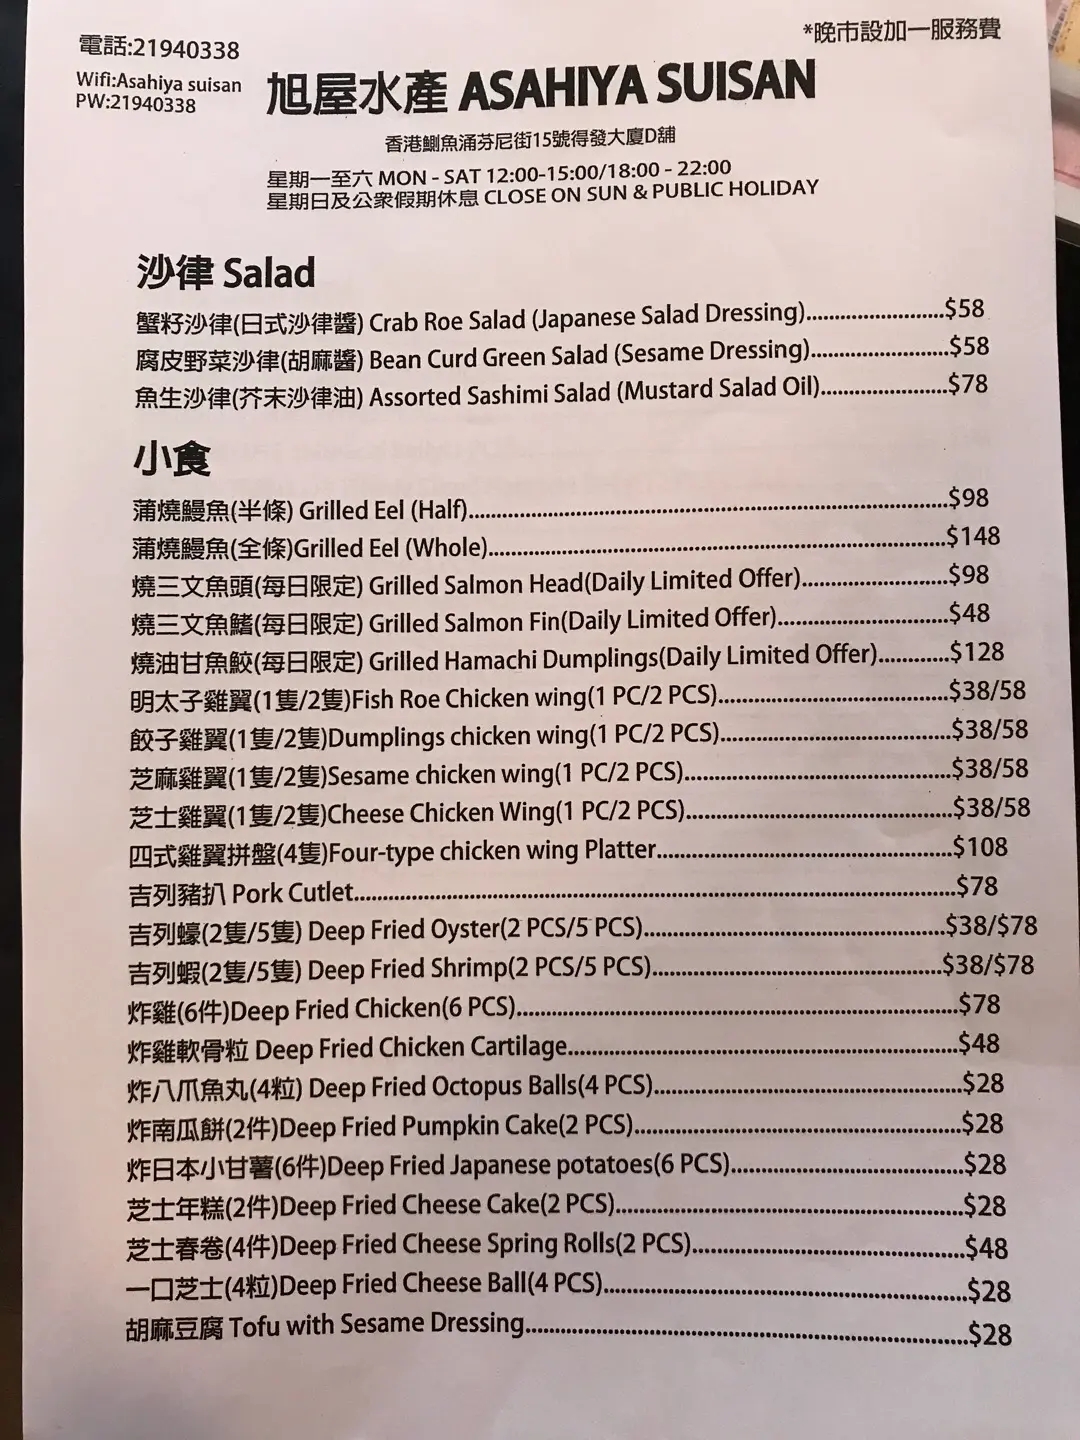 電話:21940338
*晚市設加一服務費
Wifi:Asahiya suisan
PW:21940338
旭屋水產 ASAHIYA SUISAN
香港鰂魚涌芬尼街15號得發大廈D舖
星期一至六 MON - SAT 12:00-15:00/18:00 - 22:00
星期日及公眾假期休息 CLOSE ON SUN & PUBLIC HOLIDAY
沙律 Salad
蟹籽沙律(日式沙律醬) Crab Roe Salad (Japanese Salad Dressing)........................$58
腐皮野菜沙律(胡麻醬) Bean Curd Green Salad (Sesame Dressing)........................$58
魚生沙律(芥末沙律油) Assorted Sashimi Salad (Mustard Salad Oil)......................$78
小食
蒲燒鰻魚(半條) Grilled Eel (Half)....................................................................................$98
蒲燒鰻魚(全條)Grilled Eel (Whole)................................................................................$148
燒三文魚頭(每日限定) Grilled Salmon Head(Daily Limited Offer)..........................$98
燒三文魚鰭(每日限定) Grilled Salmon Fin(Daily Limited Offer)..............................$48
燒油甘魚鮫(每日限定) Grilled Hamachi Dumplings(Daily Limited Offer)............$128
明太子雞翼(1隻/2隻)Fish Roe Chicken wing(1 PC/2 PCS)........................................$38/58
餃子雞翼(1隻/2隻)Dumplings chicken wing(1 PC/2 PCS)........................................$38/58
芝麻雞翼(1隻/2隻)Sesame chicken wing(1 PC/2 PCS)..............................................$38/58
芝士雞翼(1隻/2隻)Cheese Chicken Wing(1 PC/2 PCS)..............................................$38/58
四式雞翼拼盤(4隻)Four-type chicken wing Platter...................................................$108
吉列豬扒 Pork Cutlet.........................................................................................................$78
吉列蠔(2隻/5隻) Deep Fried Oyster(2 PCS/5 PCS)....................................................$38/$78
吉列蝦(2隻/5隻) Deep Fried Shrimp(2 PCS/5 PCS)..................................................$38/$78
炸雞(6件)Deep Fried Chicken(6 PCS)............................................................................$78
炸雞軟骨粒 Deep Fried Chicken Cartilage...................................................................$48
炸八爪魚丸(4粒) Deep Fried Octopus Balls(4 PCS).....................................................$28
炸南瓜餅(2件)Deep Fried Pumpkin Cake(2 PCS).........................................................$28
炸日本小甘薯(6件)Deep Fried Japanese potatoes(6 PCS)........................................$28
芝士年糕(2件)Deep Fried Cheese Cake(2 PCS)............................................................$28
芝士春卷(4件)Deep Fried Cheese Spring Rolls(2 PCS)...............................................$48
一口芝士(4粒)Deep Fried Cheese Ball(4 PCS)..............................................................$28
胡麻豆腐 Tofu with Sesame Dressing............................................................................$28